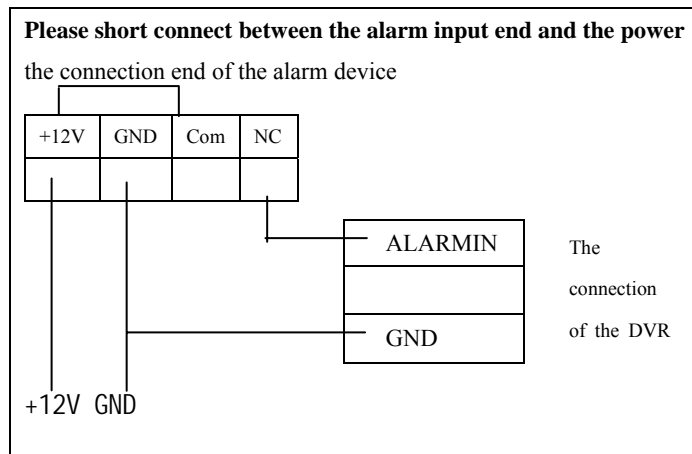 Please short connect between the alarm input end and the power
the connection end of the alarm device
+12V GND Com NC
ALARMIN
The
connection
GND
of the DVR
+12V GND